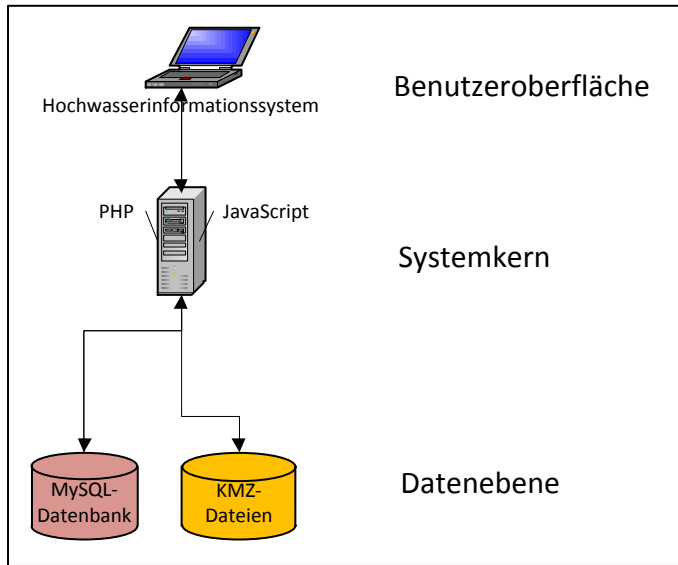 Benutzeroberfläche
Hochwasserinformationssystem
PHP
JavaScript
Systemkern
MySQL-
Datenbank
KMZ-
Dateien
Datenebene